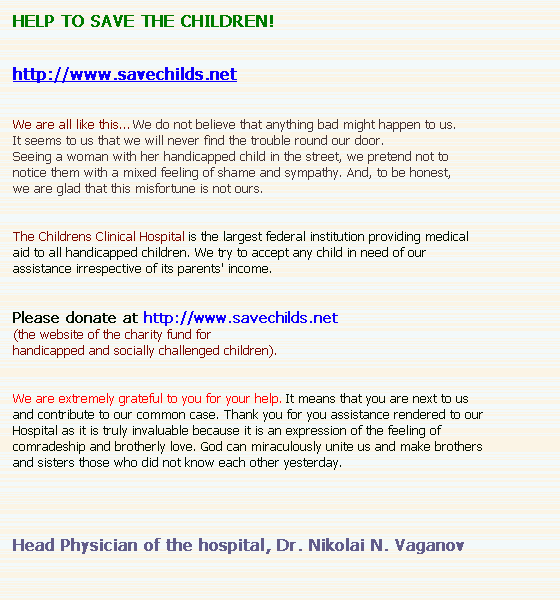 HELP TO SAVE THE CHILDREN!
http://www.savechilds.net
We are all like this... We do not believe that anything bad might happen to us.
It seems to us that we will never find the trouble round our door.
Seeing a woman with her handicapped child in the street, we pretend not to
notice them with a mixed feeling of shame and sympathy. And, to be honest,
we are glad that this misfortune is not ours.
The Childrens Clinical Hospital is the largest federal institution providing medical
aid to all handicapped children. We try to accept any child in need of our
assistance irrespective of its parents' income.
Please donate at http://www.savechilds.net
(the website of the charity fund for
handicapped and socially challenged children).
We are extremely grateful to you for your help. It means that you are next to us
and contribute to our common case. Thank you for you assistance rendered to our
Hospital as it is truly invaluable because it is an expression of the feeling of
comradeship and brotherly love. God can miraculously unite us and make brothers
and sisters those who did not know each other yesterday.
Head Physician of the hospital, Dr. Nikolai N. Vaganov